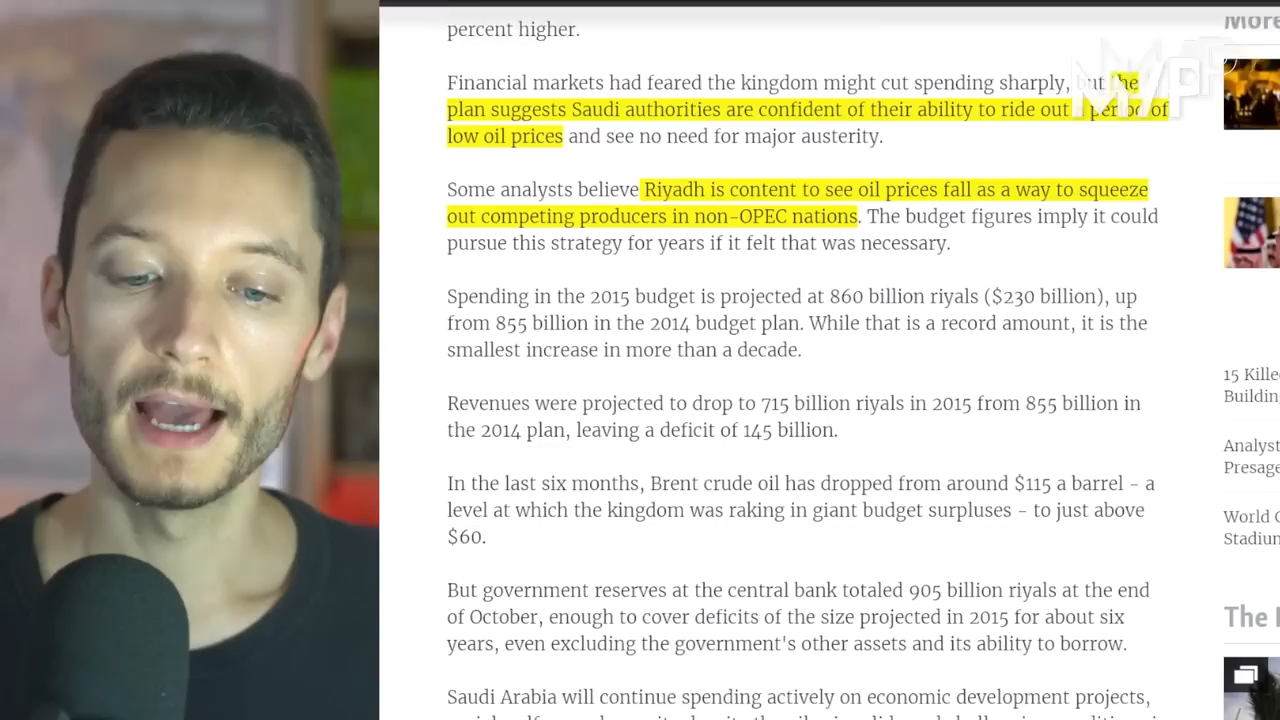 percent higher.
Financial markets had feared the kingdom might cut spending sharply, but the
plan suggests Saudi authorities are confident of their ability to ride out a period of
low oil prices and see no need for major austerity.
Some analysts believe Riyadh is content to see oil prices fall as a way to squeeze
out competing producers in non-OPEC nations. The budget figures imply it could
pursue this strategy for years if it felt that was necessary.
Spending in the 2015 budget is projected at 860 billion riyals ($230 billion), up
from 855 billion in the 2014 budget plan. While that is a record amount, it is the
smallest increase in more than a decade.
Revenues were projected to drop to 715 billion riyals in 2015 from 855 billion in
the 2014 plan, leaving a deficit of 145 billion.
In the last six months, Brent crude oil has dropped from around $115 a barrel - a
level at which the kingdom was raking in giant budget surpluses - to just above
$60.
But government reserves at the central bank totaled 905 billion riyals at the end
of October, enough to cover deficits of the size projected in 2015 for about six
years, even excluding the government's other assets and its ability to borrow.
Saudi Arabia will continue spending actively on economic development projects,
More
15 Kille
Building
Analyst
Presage
World C
Stadiun
The